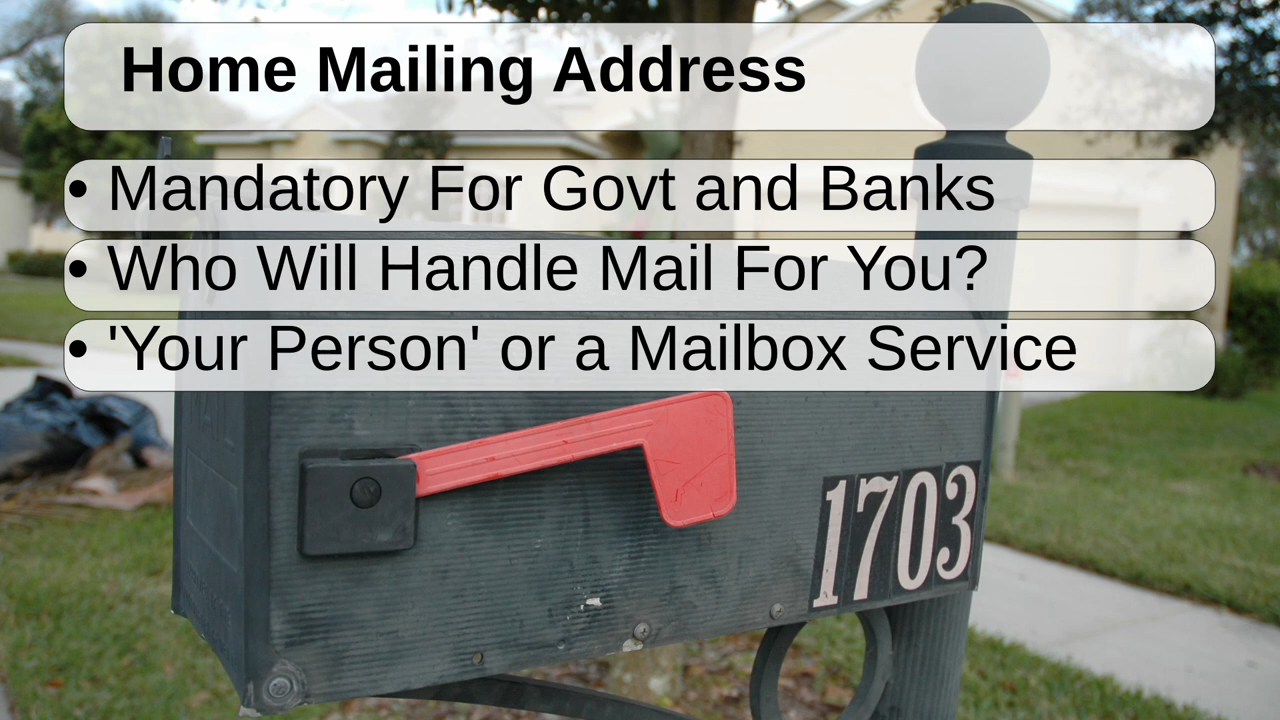 Home Mailing Address
• Mandatory For Govt and Banks
• Who Will Handle Mail For You?
• 'Your Person' or a Mailbox Service
1703